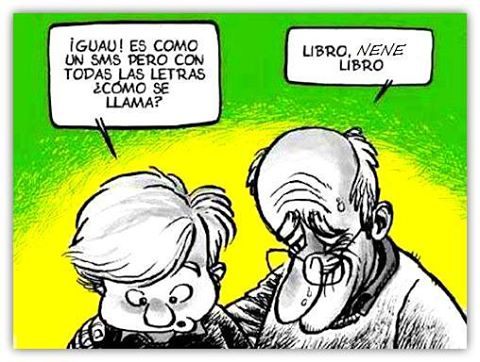 ¡GUAU! ES COMO
UN SMS PERO CON
TODAS LAS LETRAS
¿CÓMO SE
LLAMA?
LIBRO, NENE
LIBRO